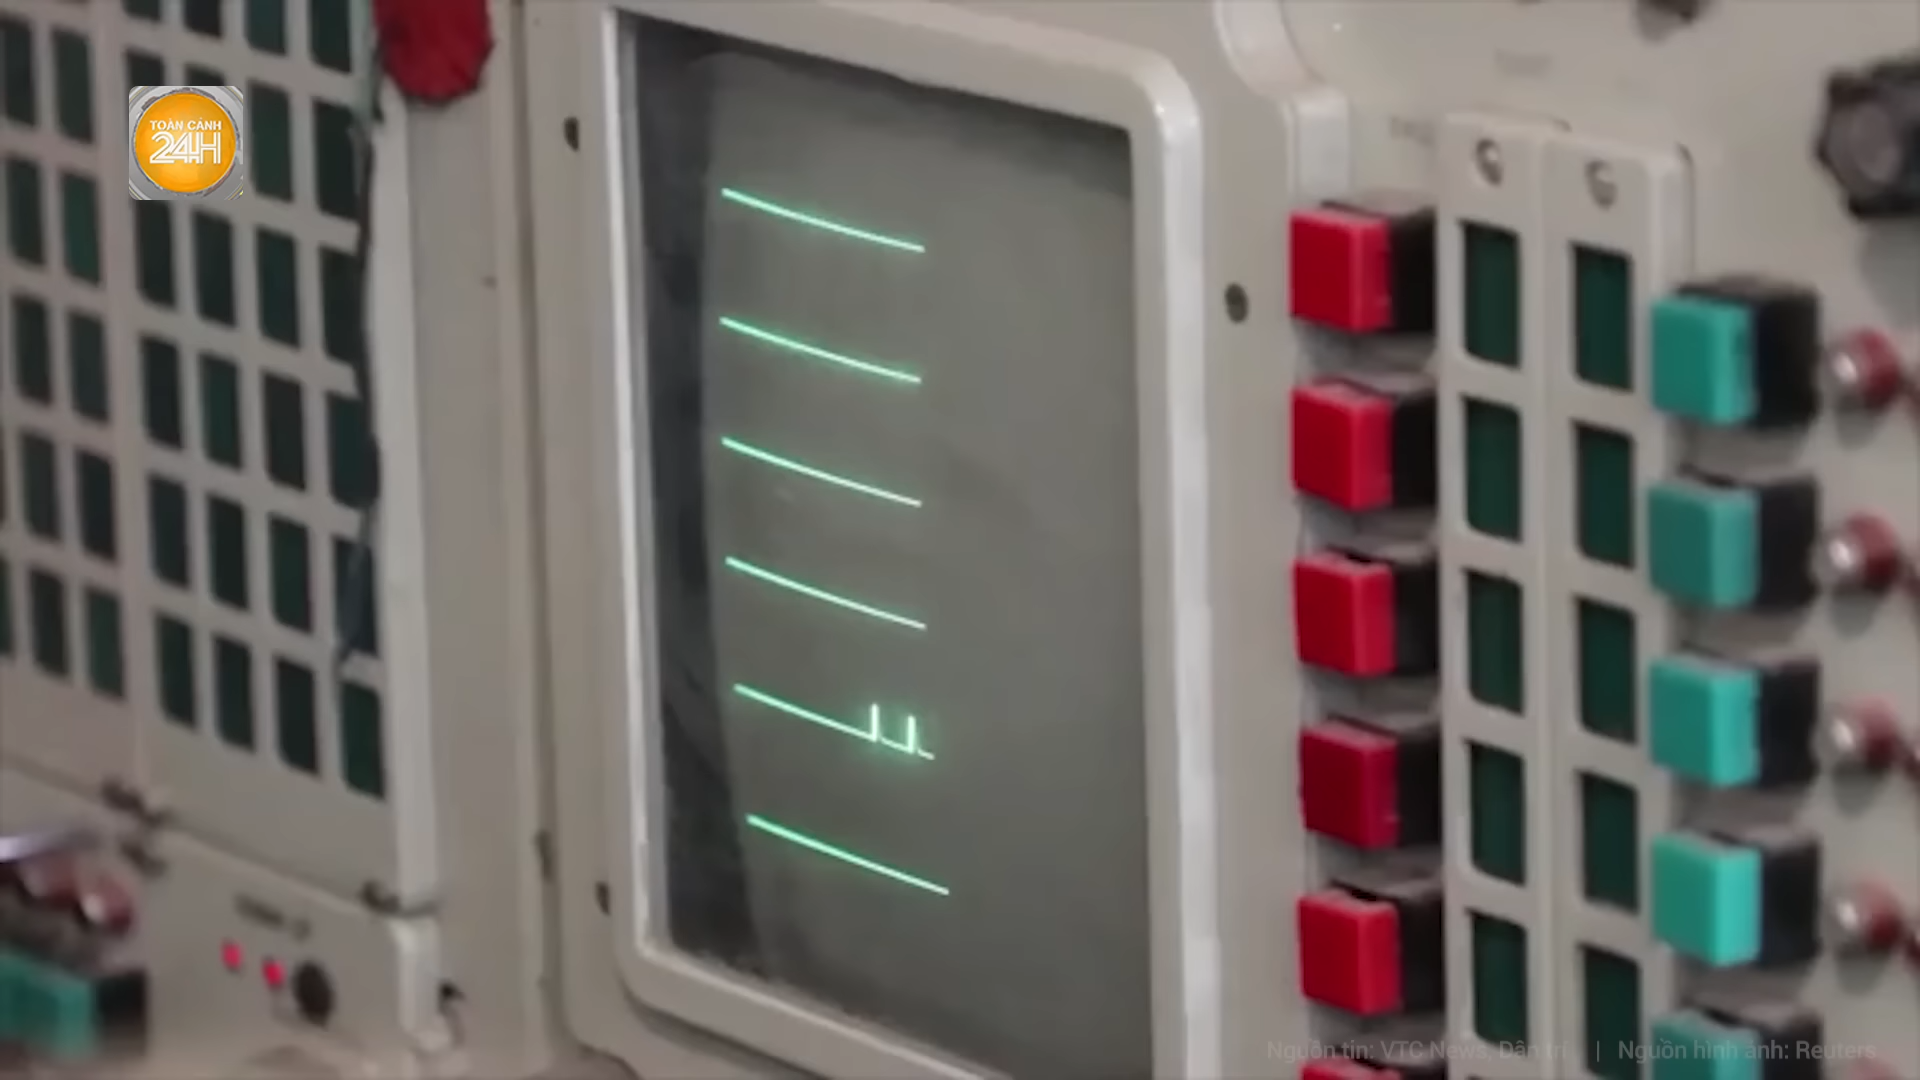 TOÀN CẢNH
24H
Nguồn tin: VTC News, Dân trí | Nguồn hình ảnh: Reuters